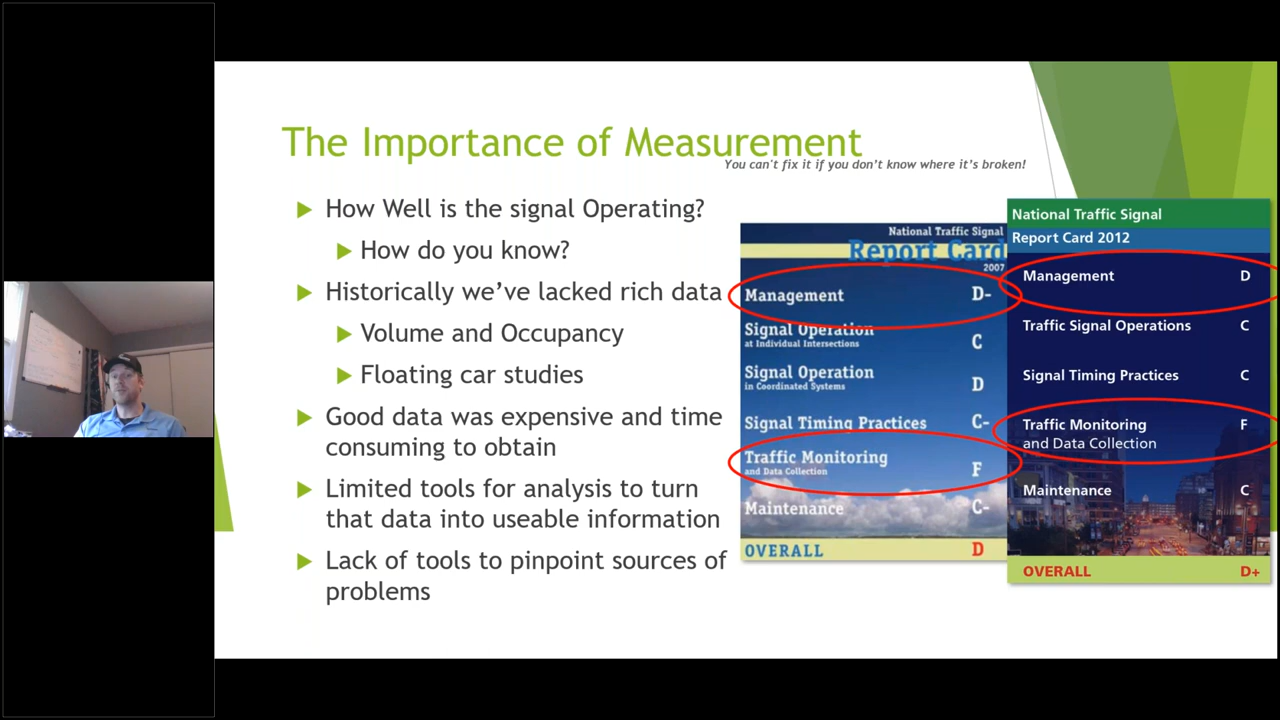 The Importance of Measurement
You can't fix it if you don't know where it's broken!
How Well is the signal Operating?
How do you know?
Historically we've lacked rich data
Volume and Occupancy
Floating car studies
Good data was expensive and time
consuming to obtain
Limited tools for analysis to turn
that data into useable information
Lack of tools to pinpoint sources of
problems
National Traffic Signal
Report Card
2007
Management D-
Signal Operation
at Individual Intersections C
Signal Operation
in Coordinated Systems D
Signal Timing Practices C-
Traffic Monitoring
and Data Collection F
Maintenance C-
OVERALL D
National Traffic Signal
Report Card 2012
Management D
Traffic Signal Operations C
Signal Timing Practices C
Traffic Monitoring F
and Data Collection
Maintenance C
OVERALL D+